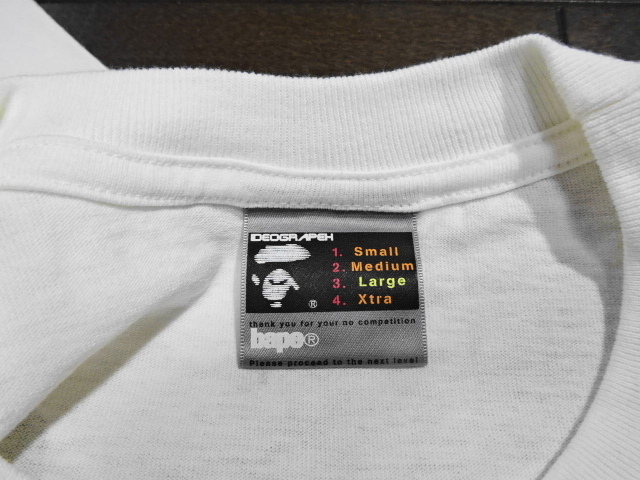 IDEOGRAPEH
1. Small
2. Medium
3. Large
4. Xtra
®
thank you for your no competition
bape®
Please proceed to the next level